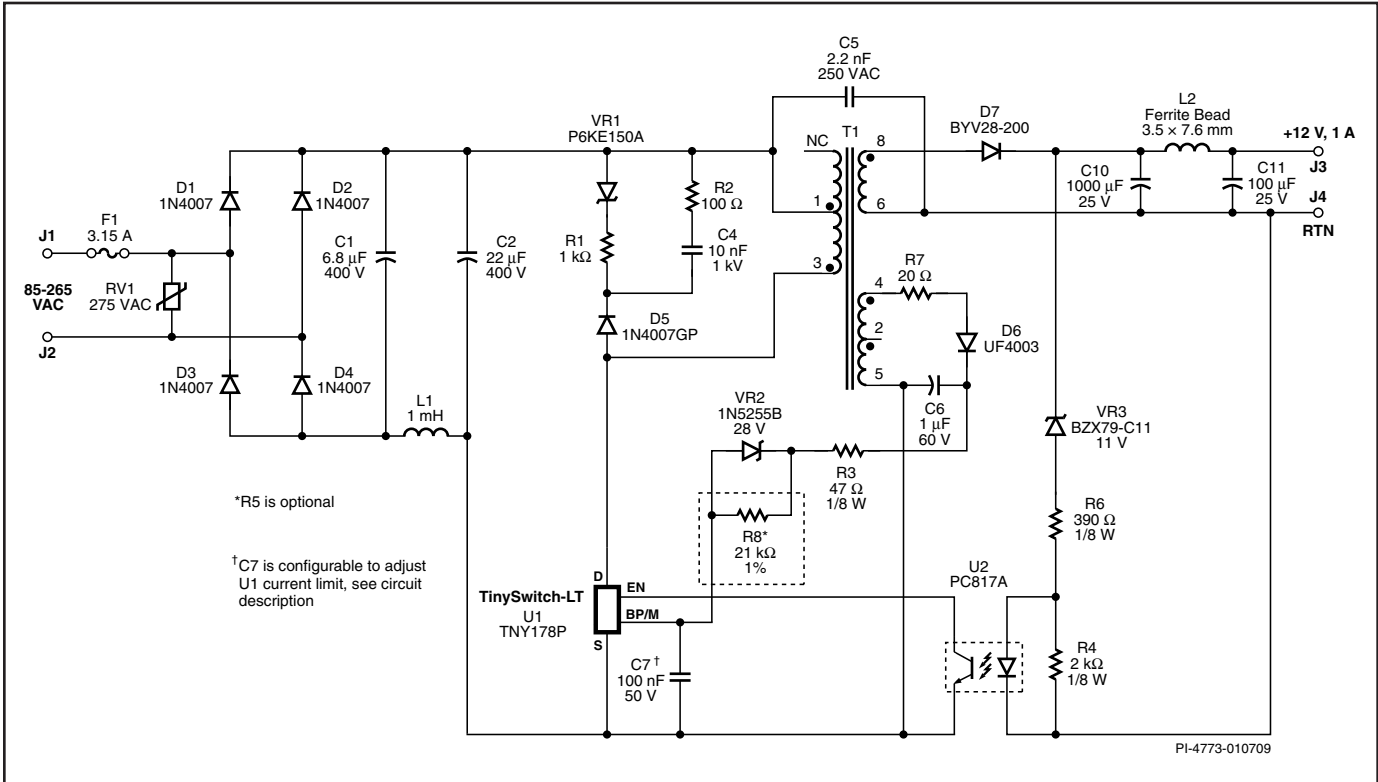 C5
2.2 nF
250 VAC
VR1
P6KE150A
NC
T1
8
D7
BYV28-200
L2
Ferrite Bead
3.5 × 7.6 mm
+12 V, 1 A
J3
D1
1N4007
D2
1N4007
R2
100 Ω
C10
1000 μF
25 V
C11
100 μF
25 V
J4
RTN
1
6
F1
3.15 A
J1
C1
6.8 μF
400 V
C2
22 μF
400 V
R1
1 kΩ
C4
10 nF
1 kV
3
R7
20 Ω
4
85-265
VAC
RV1
275 VAC
J2
D5
1N4007GP
2
D6
UF4003
D3
1N4007
D4
1N4007
5
L1
1 mH
VR2
1N5255B
28 V
C6
1 μF
60 V
VR3
BZX79-C11
11 V
R3
47 Ω
1/8 W
*R5 is optional
R8*
21 kΩ
1%
R6
390 Ω
1/8 W
†C7 is configurable to adjust
U1 current limit, see circuit
description
D
EN
TinySwitch-LT
U1
TNY178P
BP/M
S
U2
PC817A
C7†
100 nF
50 V
R4
2 kΩ
1/8 W
PI-4773-010709